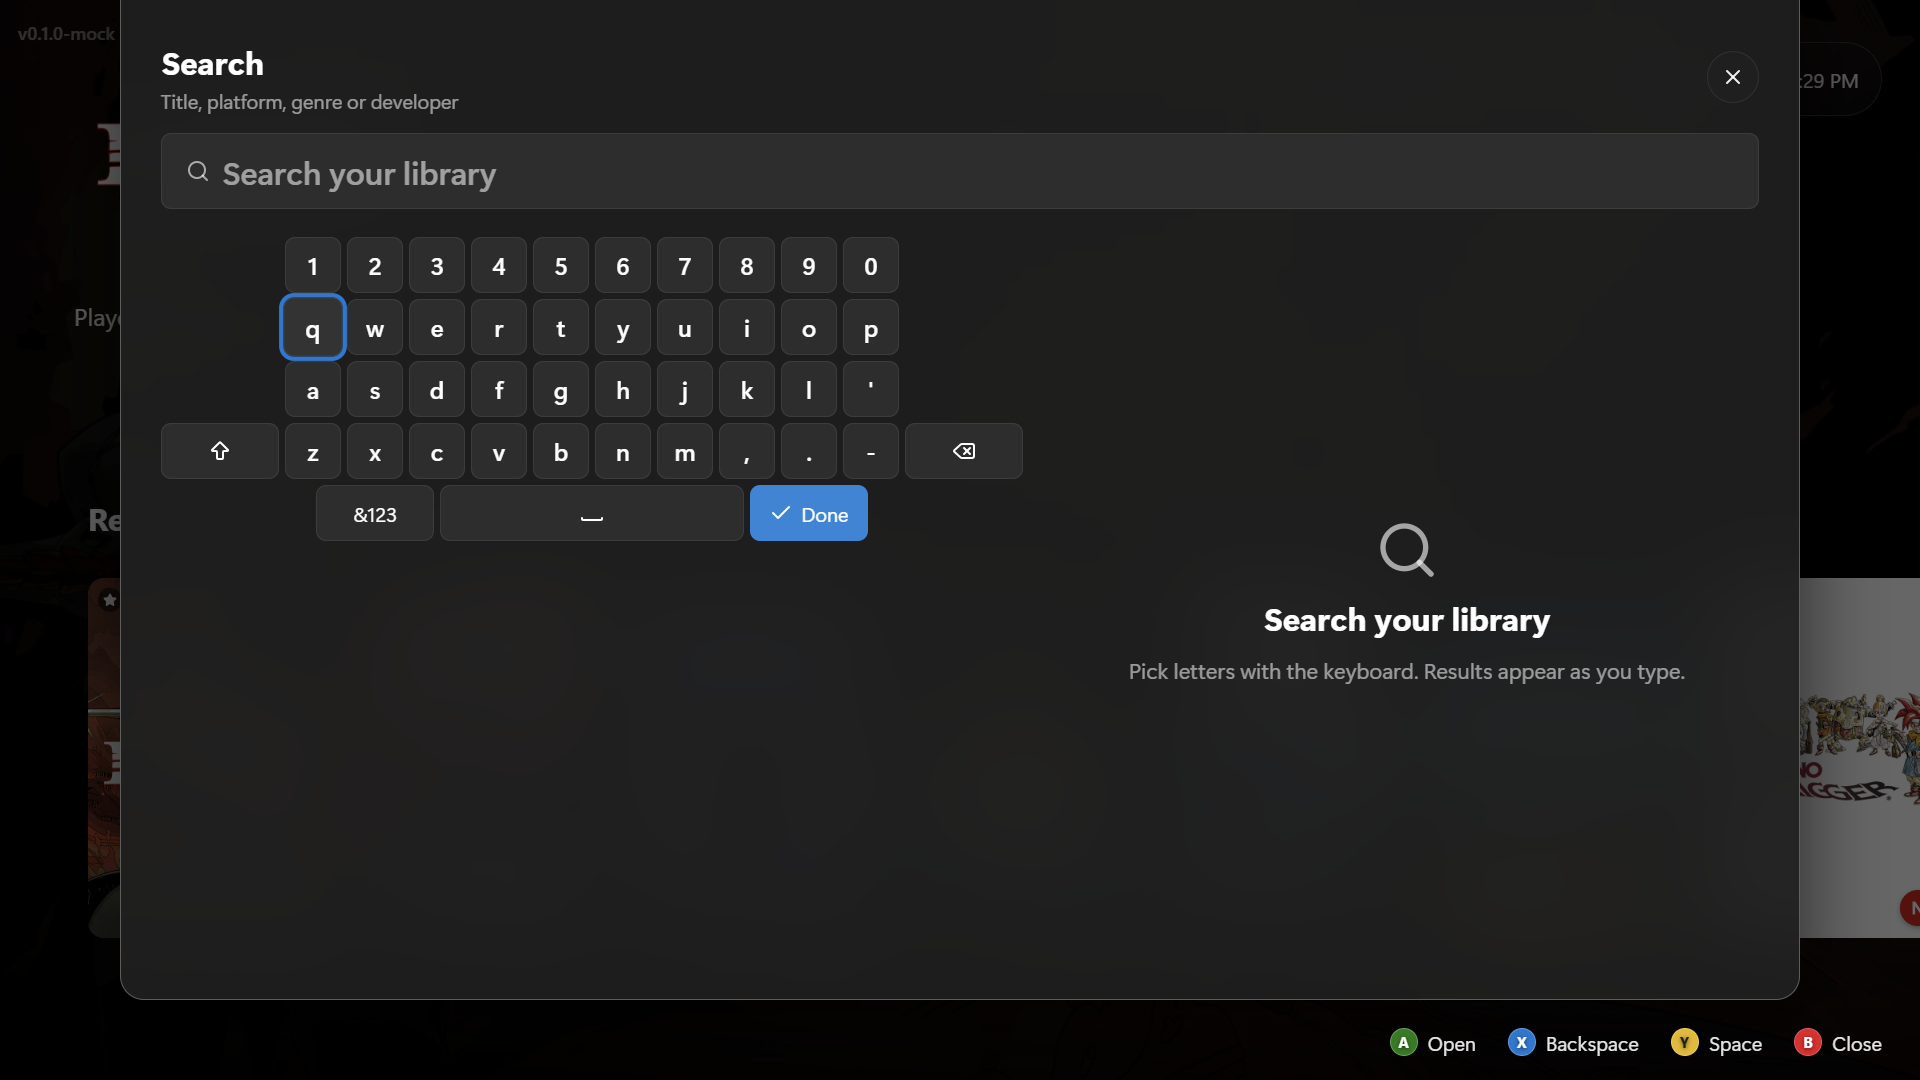 v0.1.0-mock
Search
Title, platform, genre or developer
:29 PM
Search your library
1 2 3 4 5 6 7 8 9 0
q w e r t y u i o p
a s d f g h j k l '
z x c v b n m , . -
&123 Done
Search your library
Pick letters with the keyboard. Results appear as you type.
A Open X Backspace Y Space B Close